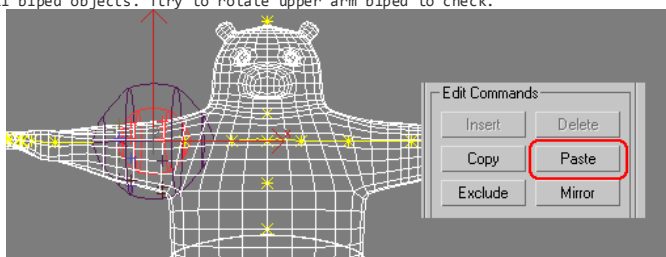 biped objects. Try to rotate upper arm biped to check.
Edit Commands
Insert Delete
Copy Paste
Exclude Mirror
x